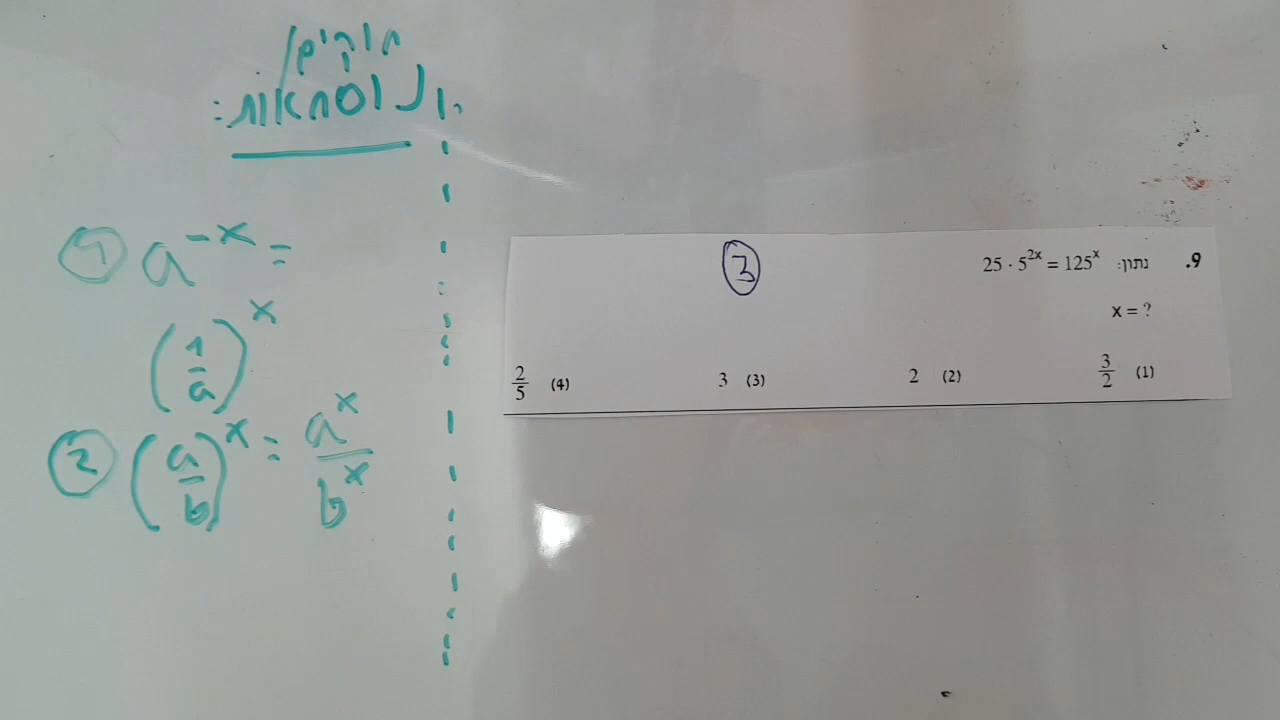 חוקים/
נוסחאות:
① a^{-x} =
(1/a)^x
② (a/b)^x = a^x/b^x
③
9. נתון: 25 · 5^{2x} = 125^x
x = ?
(1) 3/2 (2) 2 (3) 3 (4) 2/5